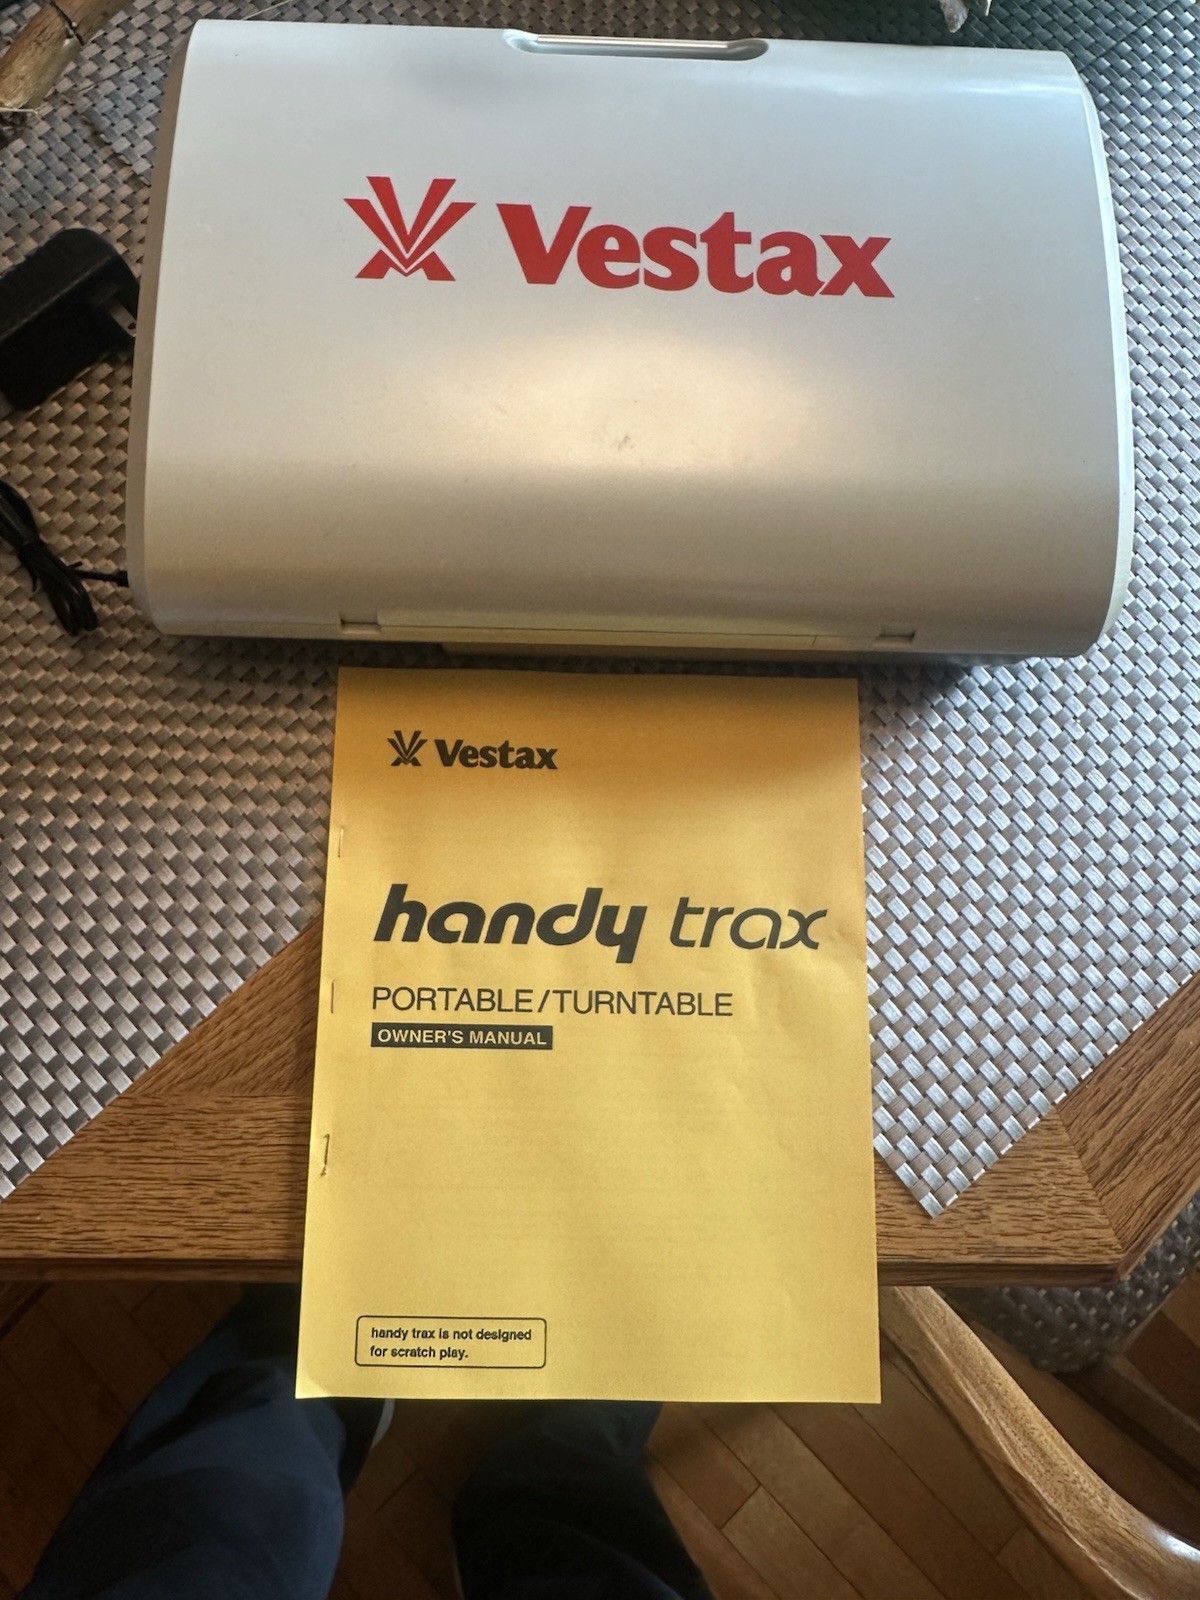 Vestax
Vestax
handy trax
PORTABLE/TURNTABLE
OWNER'S MANUAL
handy trax is not designed
for scratch play.